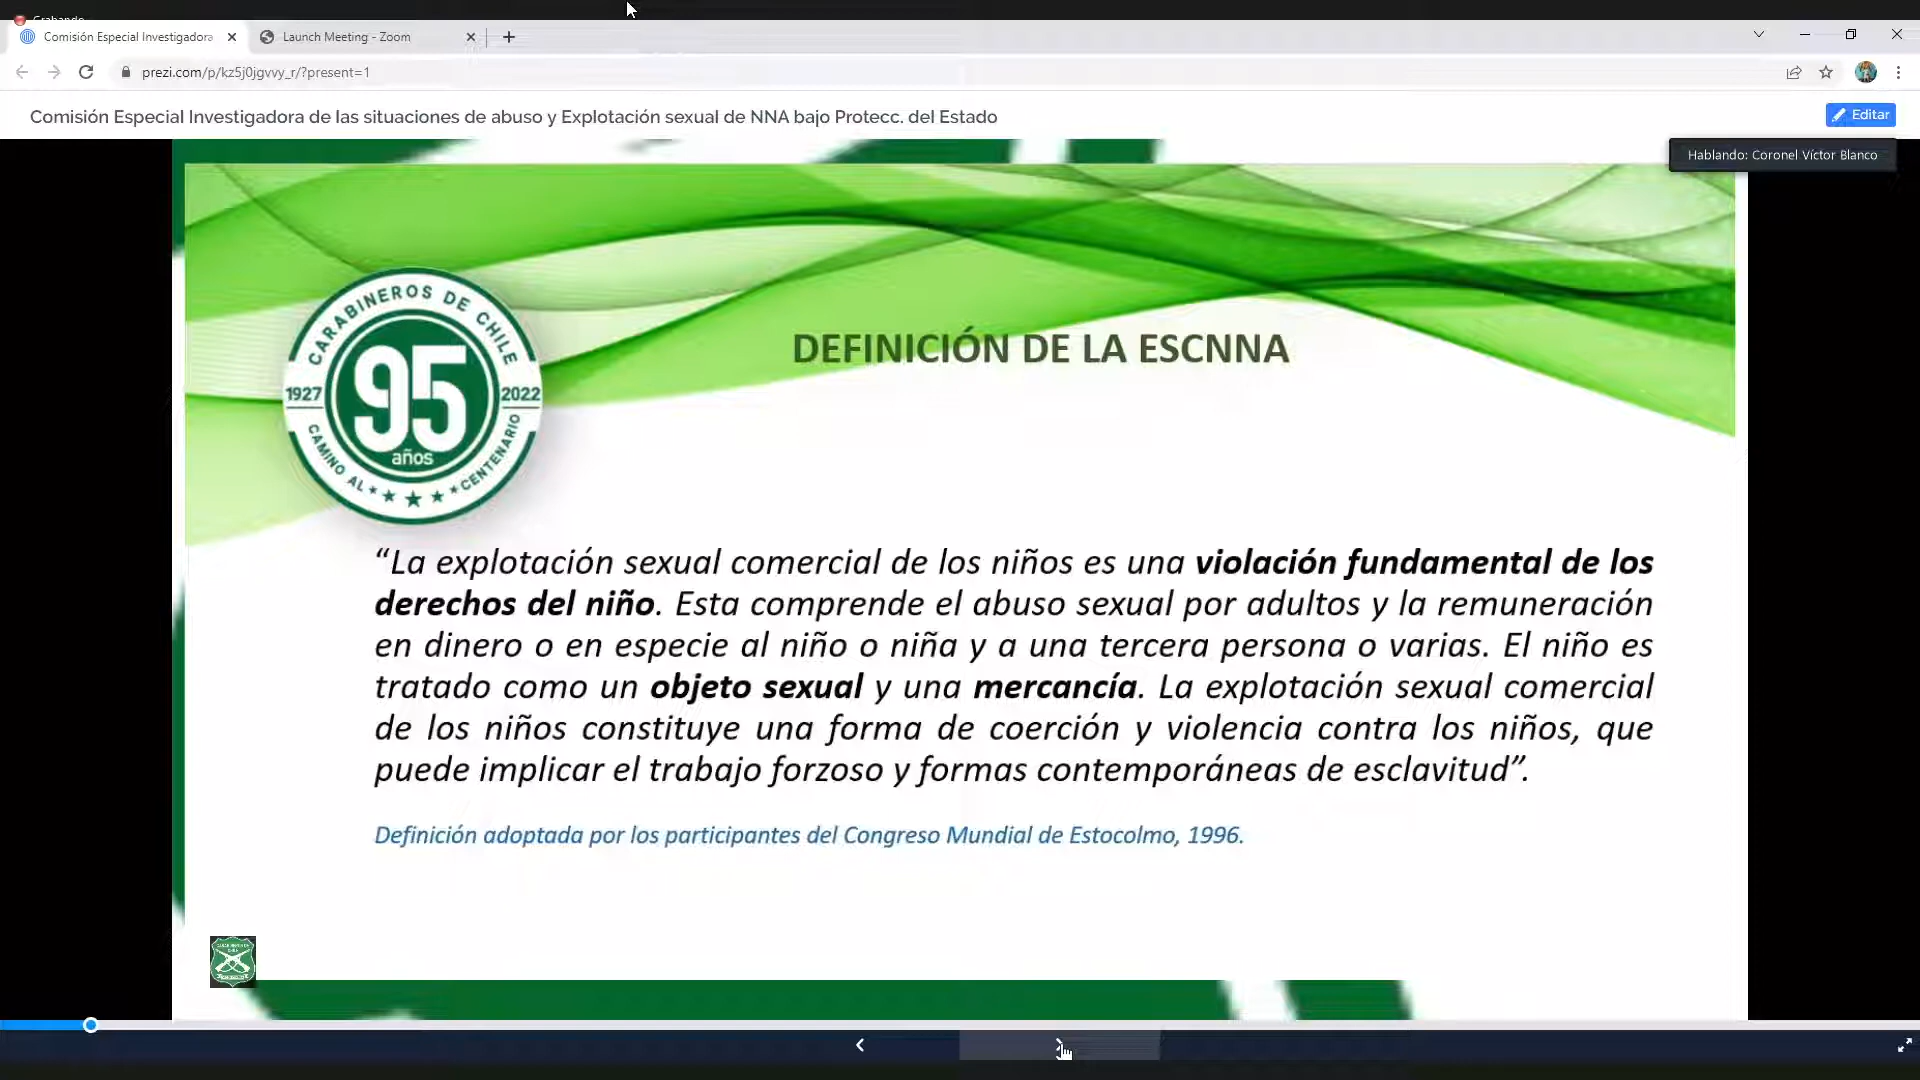 Grabando
Comisión Especial Investigadora
Launch Meeting - Zoom
prezi.com/p/kz5j0jgvvy_r/?present=1
Comisión Especial Investigadora de las situaciones de abuso y Explotación sexual de NNA bajo Protecc. del Estado
Editar
Hablando: Coronel Víctor Blanco
CARABINEROS DE CHILE
1927
95
2022
años
CAMINO AL
CENTENARIO
DEFINICIÓN DE LA ESCNNA
“La explotación sexual comercial de los niños es una violación fundamental de los
derechos del niño. Esta comprende el abuso sexual por adultos y la remuneración
en dinero o en especie al niño o niña y a una tercera persona o varias. El niño es
tratado como un objeto sexual y una mercancía. La explotación sexual comercial
de los niños constituye una forma de coerción y violencia contra los niños, que
puede implicar el trabajo forzoso y formas contemporáneas de esclavitud”.
Definición adoptada por los participantes del Congreso Mundial de Estocolmo, 1996.